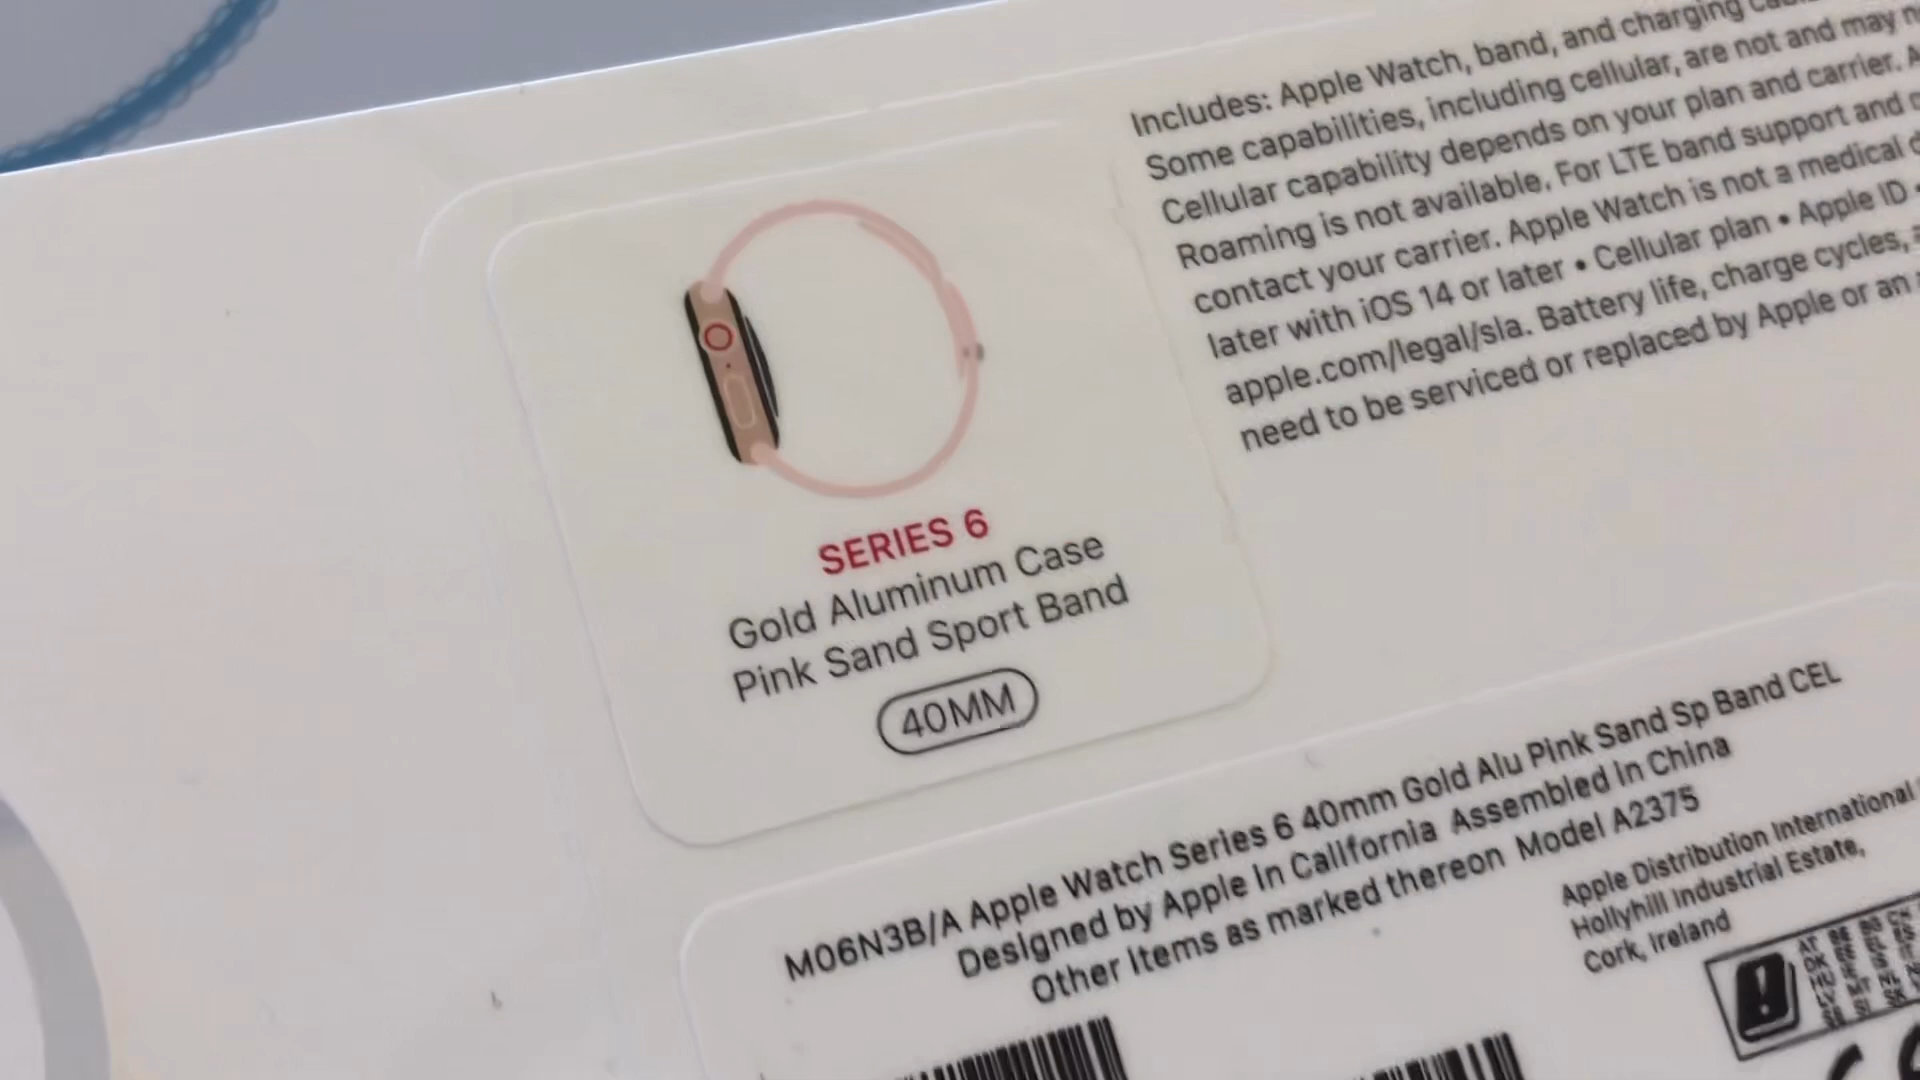 Includes: Apple Watch, band, and charging
Some capabilities, including cellular, are not and may
Cellular capability depends on your plan and carrier.
Roaming is not available. For LTE band support and
contact your carrier. Apple Watch is not a medical
later with iOS 14 or later • Cellular plan • Apple ID •
apple.com/legal/sla. Battery life, charge cycles,
need to be serviced or replaced by Apple or an
SERIES 6
Gold Aluminum Case
Pink Sand Sport Band
40MM
M06N3B/A Apple Watch Series 6 40mm Gold Alu Pink Sand Sp Band CEL
Designed by Apple In California Assembled In China
Other Items as marked thereon Model A2375
Apple Distribution International
Hollyhill Industrial Estate,
Cork, Ireland